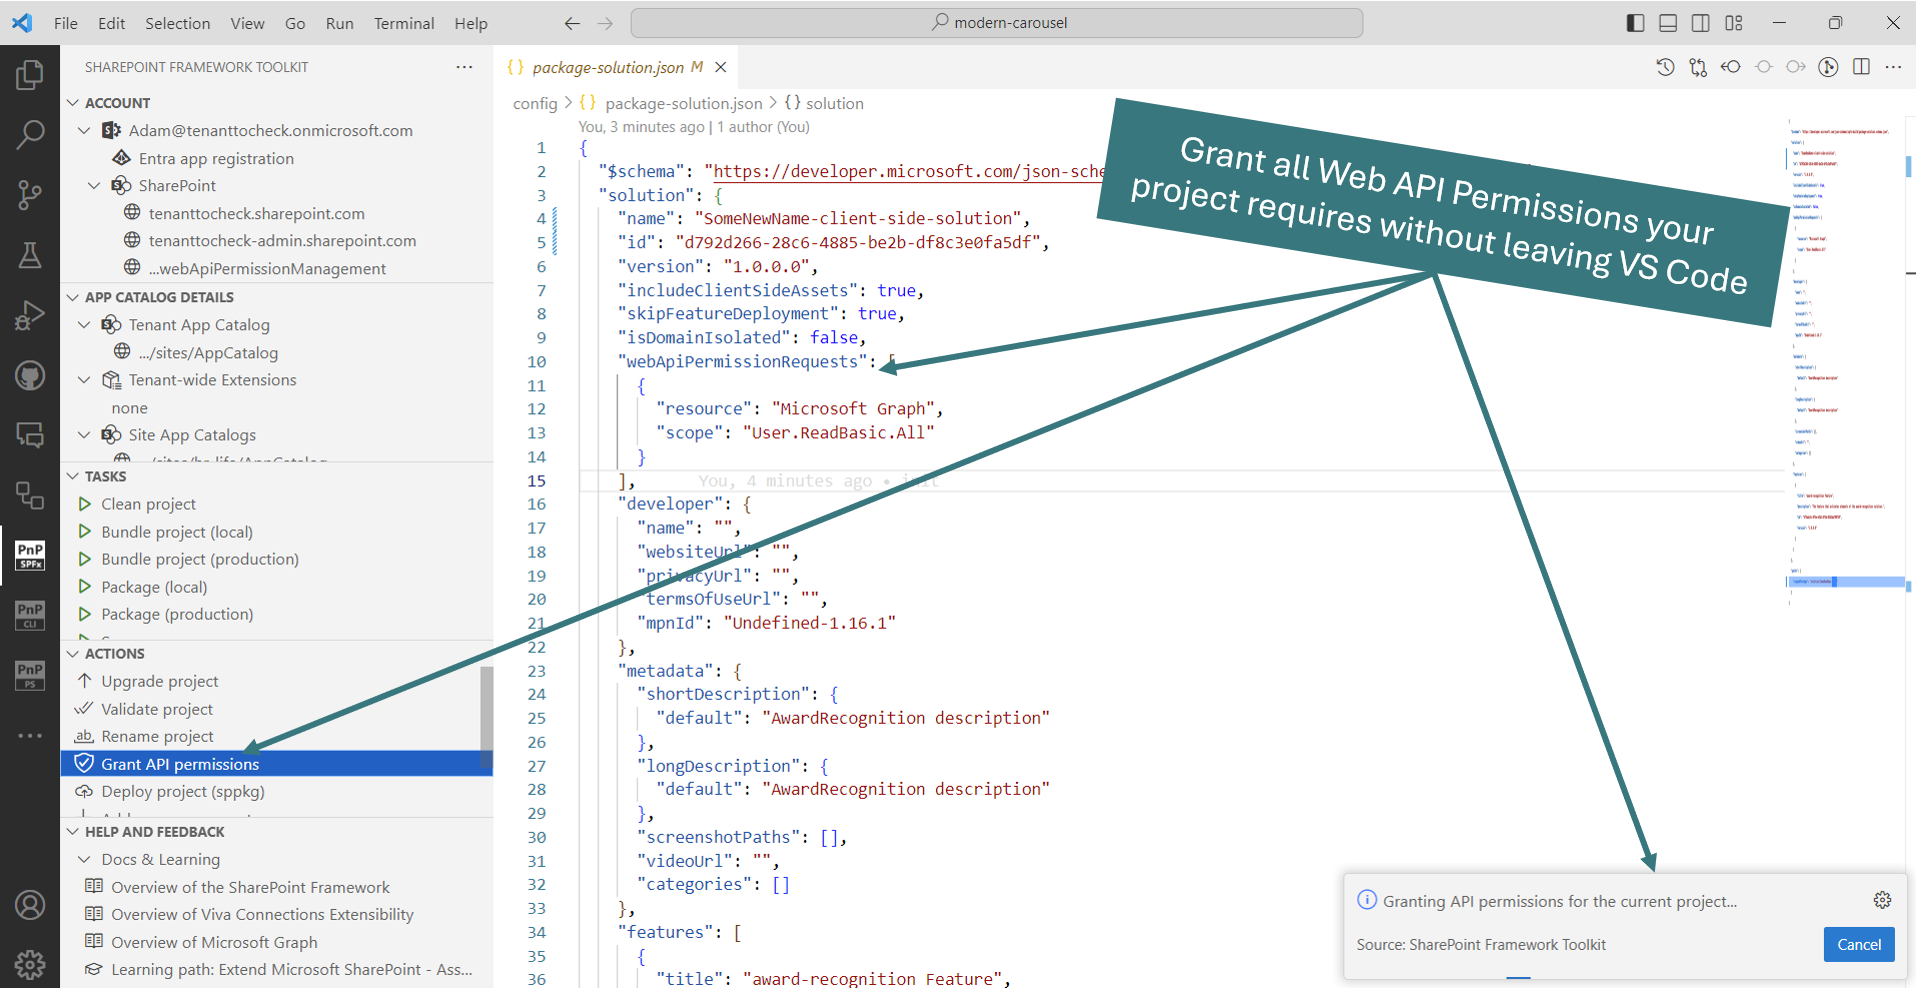 File Edit Selection View Go Run Terminal Help
modern-carousel
SHAREPOINT FRAMEWORK TOOLKIT
ACCOUNT
Adam@tenanttocheck.onmicrosoft.com
Entra app registration
SharePoint
tenanttocheck.sharepoint.com
tenanttocheck-admin.sharepoint.com
...webApiPermissionManagement
APP CATALOG DETAILS
Tenant App Catalog
.../sites/AppCatalog
Tenant-wide Extensions
none
Site App Catalogs
TASKS
Clean project
Bundle project (local)
Bundle project (production)
Package (local)
Package (production)
ACTIONS
Upgrade project
Validate project
ab Rename project
Grant API permissions
Deploy project (sppkg)
HELP AND FEEDBACK
Docs & Learning
Overview of the SharePoint Framework
Overview of Viva Connections Extensibility
Overview of Microsoft Graph
Learning path: Extend Microsoft SharePoint - Ass...
PnP
SPFx
PnP
CLI
PnP
PS
{} package-solution.json M
config > {} package-solution.json > {} solution
You, 3 minutes ago | 1 author (You)
1 {
2 "$schema": "https://developer.microsoft.com/json-sche
3 "solution": {
4 "name": "SomeNewName-client-side-solution",
5 "id": "d792d266-28c6-4885-be2b-df8c3e0fa5df",
6 "version": "1.0.0.0",
7 "includeClientSideAssets": true,
8 "skipFeatureDeployment": true,
9 "isDomainIsolated": false,
10 "webApiPermissionRequests": [
11 {
12 "resource": "Microsoft Graph",
13 "scope": "User.ReadBasic.All"
14 }
15 ], You, 4 minutes ago • init
16 "developer": {
17 "name": "",
18 "websiteUrl": "",
19 "privacyUrl": "",
20 "termsOfUseUrl": "",
21 "mpnId": "Undefined-1.16.1"
22 },
23 "metadata": {
24 "shortDescription": {
25 "default": "AwardRecognition description"
26 },
27 "longDescription": {
28 "default": "AwardRecognition description"
29 },
30 "screenshotPaths": [],
31 "videoUrl": "",
32 "categories": []
33 },
34 "features": [
35 {
36 "title": "award-recognition Feature",
Grant all Web API Permissions your
project requires without leaving VS Code
Granting API permissions for the current project...
Source: SharePoint Framework Toolkit
Cancel